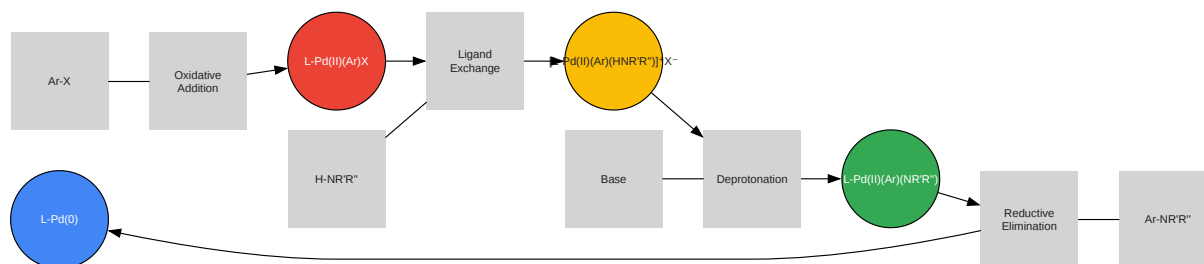 Ar-X
Oxidative
Addition
L-Pd(II)(Ar)X
Ligand
Exchange
[L-Pd(II)(Ar)(HNR'R")]⁺X⁻
H-NR'R"
Base
Deprotonation
L-Pd(II)(Ar)(NR'R")
Reductive
Elimination
Ar-NR'R"
L-Pd(0)